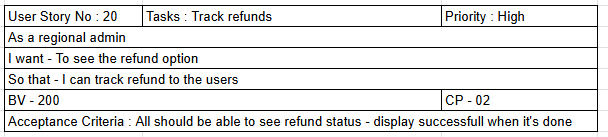 User Story No : 20 Tasks : Track refunds Priority : High
As a regional admin
I want - To see the refund option
So that - I can track refund to the users
BV - 200 CP - 02
Acceptance Criteria : All should be able to see refund status - display successfull when it's done